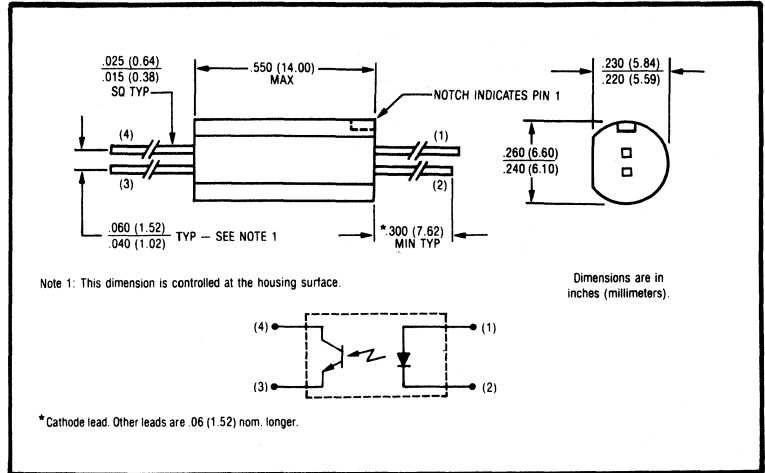 .025 (0.64)
.015 (0.38)
SQ TYP
.550 (14.00)
MAX
NOTCH INDICATES PIN 1
.230 (5.84)
.220 (5.59)
(4)
(1)
(3)
(2)
.260 (6.60)
.240 (6.10)
.060 (1.52)
.040 (1.02)
TYP — SEE NOTE 1
*.300 (7.62)
MIN TYP
Note 1: This dimension is controlled at the housing surface.
Dimensions are in
inches (millimeters).
(4)
(1)
(3)
(2)
*Cathode lead. Other leads are .06 (1.52) nom. longer.